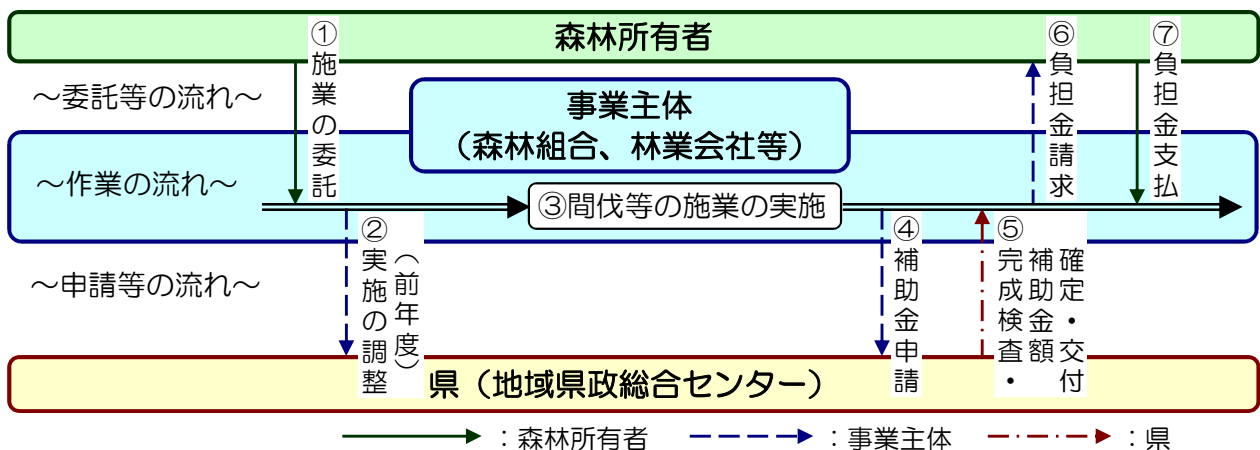 森林所有者
～委託等の流れ～
①施業の委託
事業主体
（森林組合、林業会社等）
⑥負担金請求
⑦負担金支払
～作業の流れ～
③間伐等の施業の実施
②実施の調整
（前年度）
④補助金申請
⑤完成検査・
補助金額
確定・交付
～申請等の流れ～
県（地域県政総合センター）
：森林所有者
：事業主体
：県